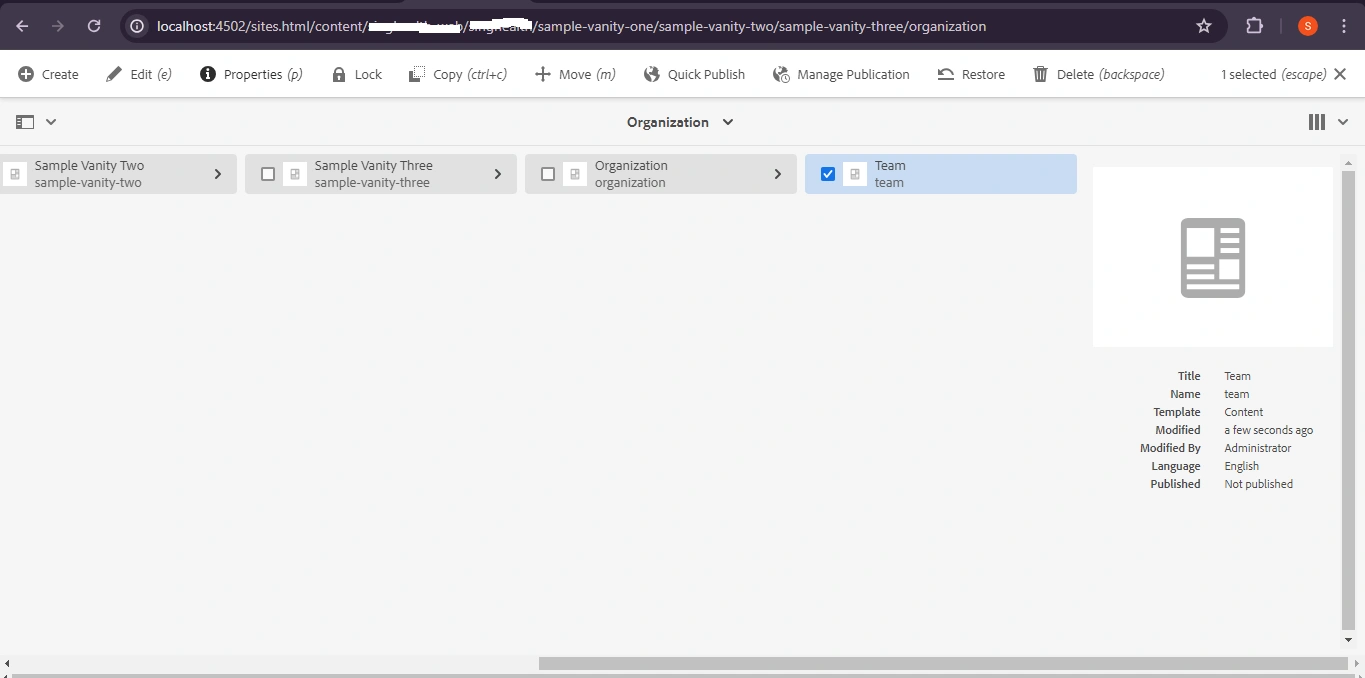 localhost:4502/sites.html/content/ /sample-vanity-one/sample-vanity-two/sample-vanity-three/organization
S
Create Edit (e) Properties (p) Lock Copy (ctrl+c) Move (m) Quick Publish Manage Publication Restore Delete (backspace) 1 selected (escape)
Organization
Sample Vanity Two
sample-vanity-two
Sample Vanity Three
sample-vanity-three
Organization
organization
Team
team
Title Team
Name team
Template Content
Modified a few seconds ago
Modified By Administrator
Language English
Published Not published